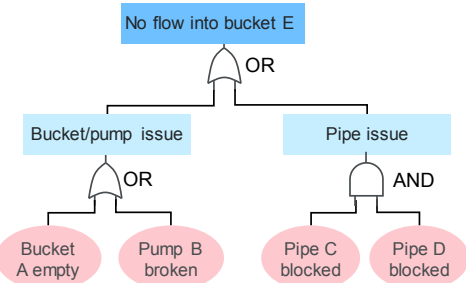 No flow into bucket E
OR
Bucket/pump issue
Pipe issue
OR
AND
Bucket
A empty
Pump B
broken
Pipe C
blocked
Pipe D
blocked